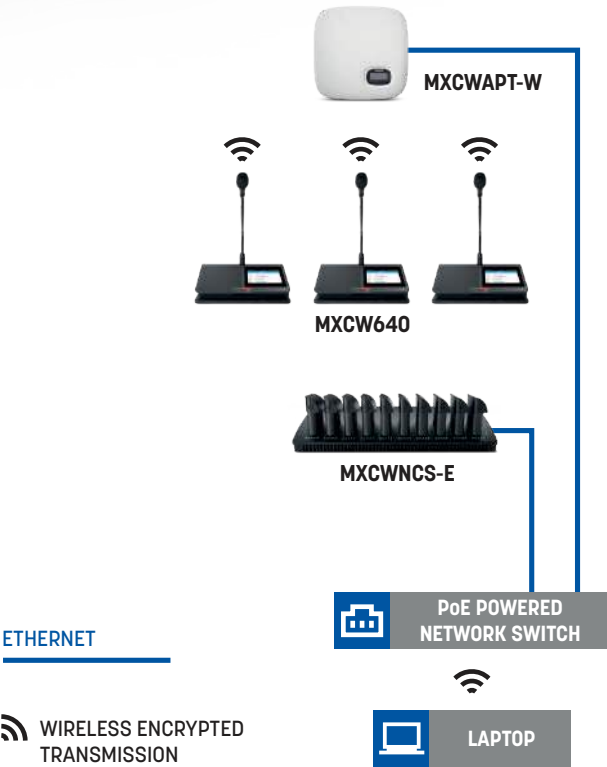 MXCWAPT-W
MXCW640
MXCWNCS-E
PoE POWERED
NETWORK SWITCH
ETHERNET
WIRELESS ENCRYPTED
TRANSMISSION
LAPTOP